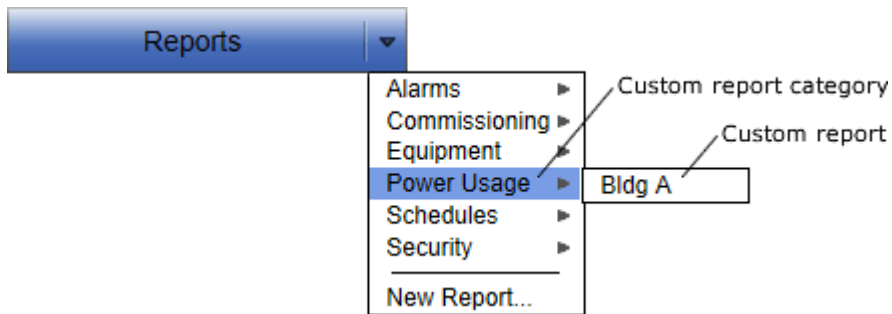 Reports
Alarms
Custom report category
Commissioning
Custom report
Equipment
Power Usage
Bldg A
Schedules
Security
New Report...